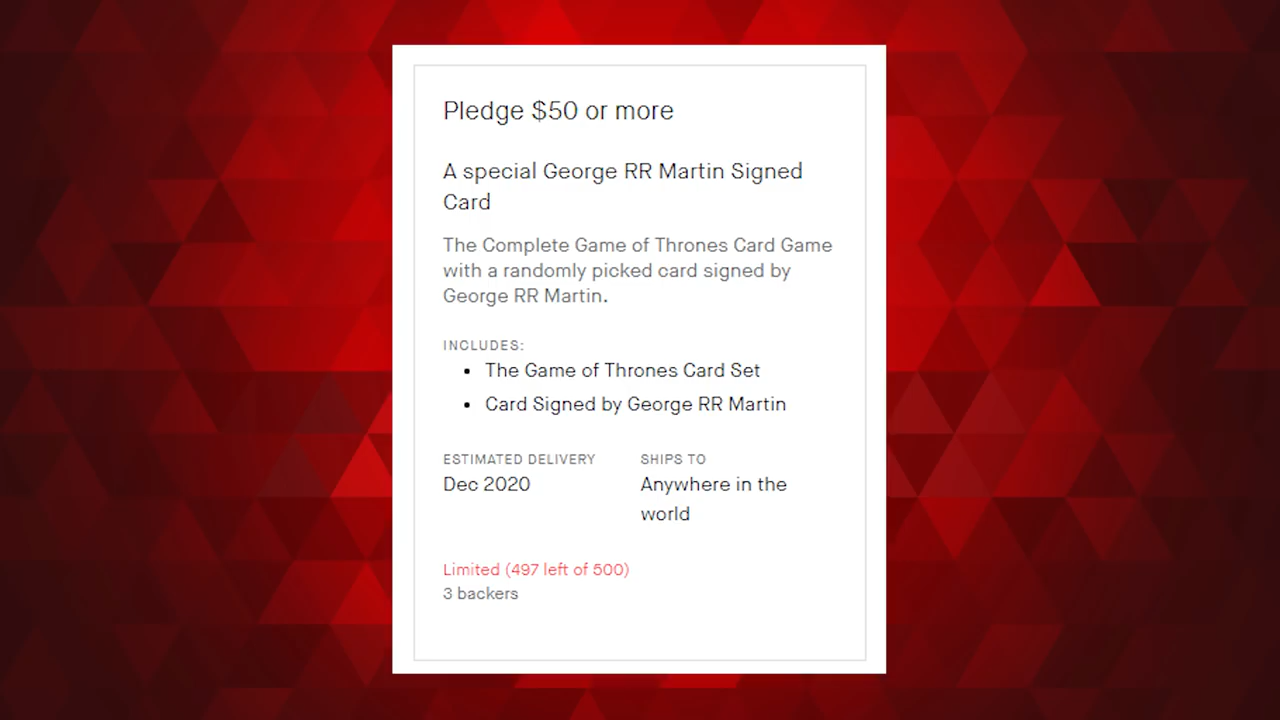 Pledge $50 or more
A special George RR Martin Signed
Card
The Complete Game of Thrones Card Game
with a randomly picked card signed by
George RR Martin.
INCLUDES:
• The Game of Thrones Card Set
• Card Signed by George RR Martin
ESTIMATED DELIVERY
Dec 2020
SHIPS TO
Anywhere in the
world
Limited (497 left of 500)
3 backers